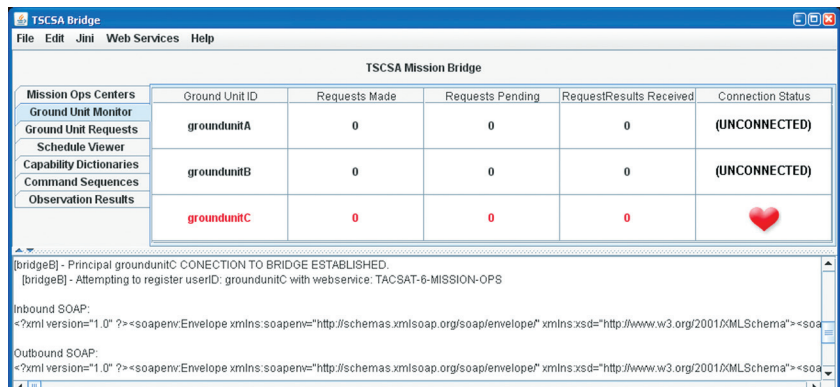 TSCSA Bridge
File Edit Jini Web Services Help
TSCSA Mission Bridge
Mission Ops Centers
Ground Unit Monitor
Ground Unit Requests
Schedule Viewer
Capability Dictionaries
Command Sequences
Observation Results
Ground Unit ID Requests Made Requests Pending RequestResults Received Connection Status
groundunitA 0 0 0 (UNCONNECTED)
groundunitB 0 0 0 (UNCONNECTED)
groundunitC 0 0 0
[bridgeB] - Principal groundunitC CONECTION TO BRIDGE ESTABLISHED.
[bridgeB] - Attempting to register userID: groundunitC with webservice: TACSAT-6-MISSION-OPS
Inbound SOAP:
<?xml version="1.0" ?><soapenv:Envelope xmlns:soapenv="http://schemas.xmlsoap.org/soap/envelope/" xmlns:xsd="http://www.w3.org/2001/XMLSchema"><soa
Outbound SOAP:
<?xml version="1.0" ?><soapenv:Envelope xmlns:soapenv="http://schemas.xmlsoap.org/soap/envelope/" xmlns:xsd="http://www.w3.org/2001/XMLSchema"><soa